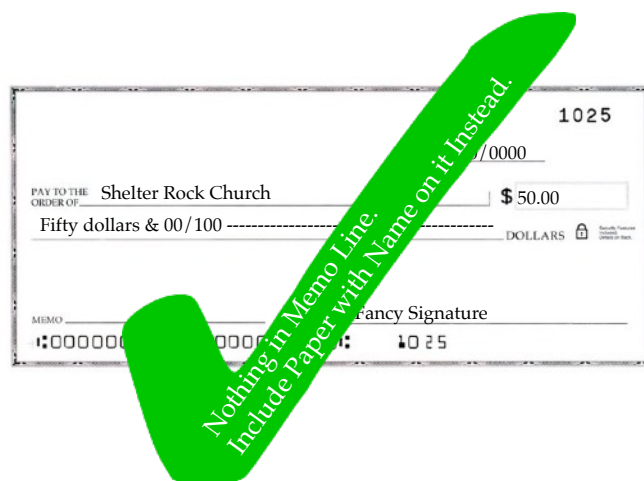 1025
/0000
PAY TO THE
ORDER OF Shelter Rock Church $ 50.00
Fifty dollars & 00/100 ---------------------------------------- DOLLARS
Nothing in Memo Line.
Include Paper with Name on it Instead.
MEMO Fancy Signature
1025